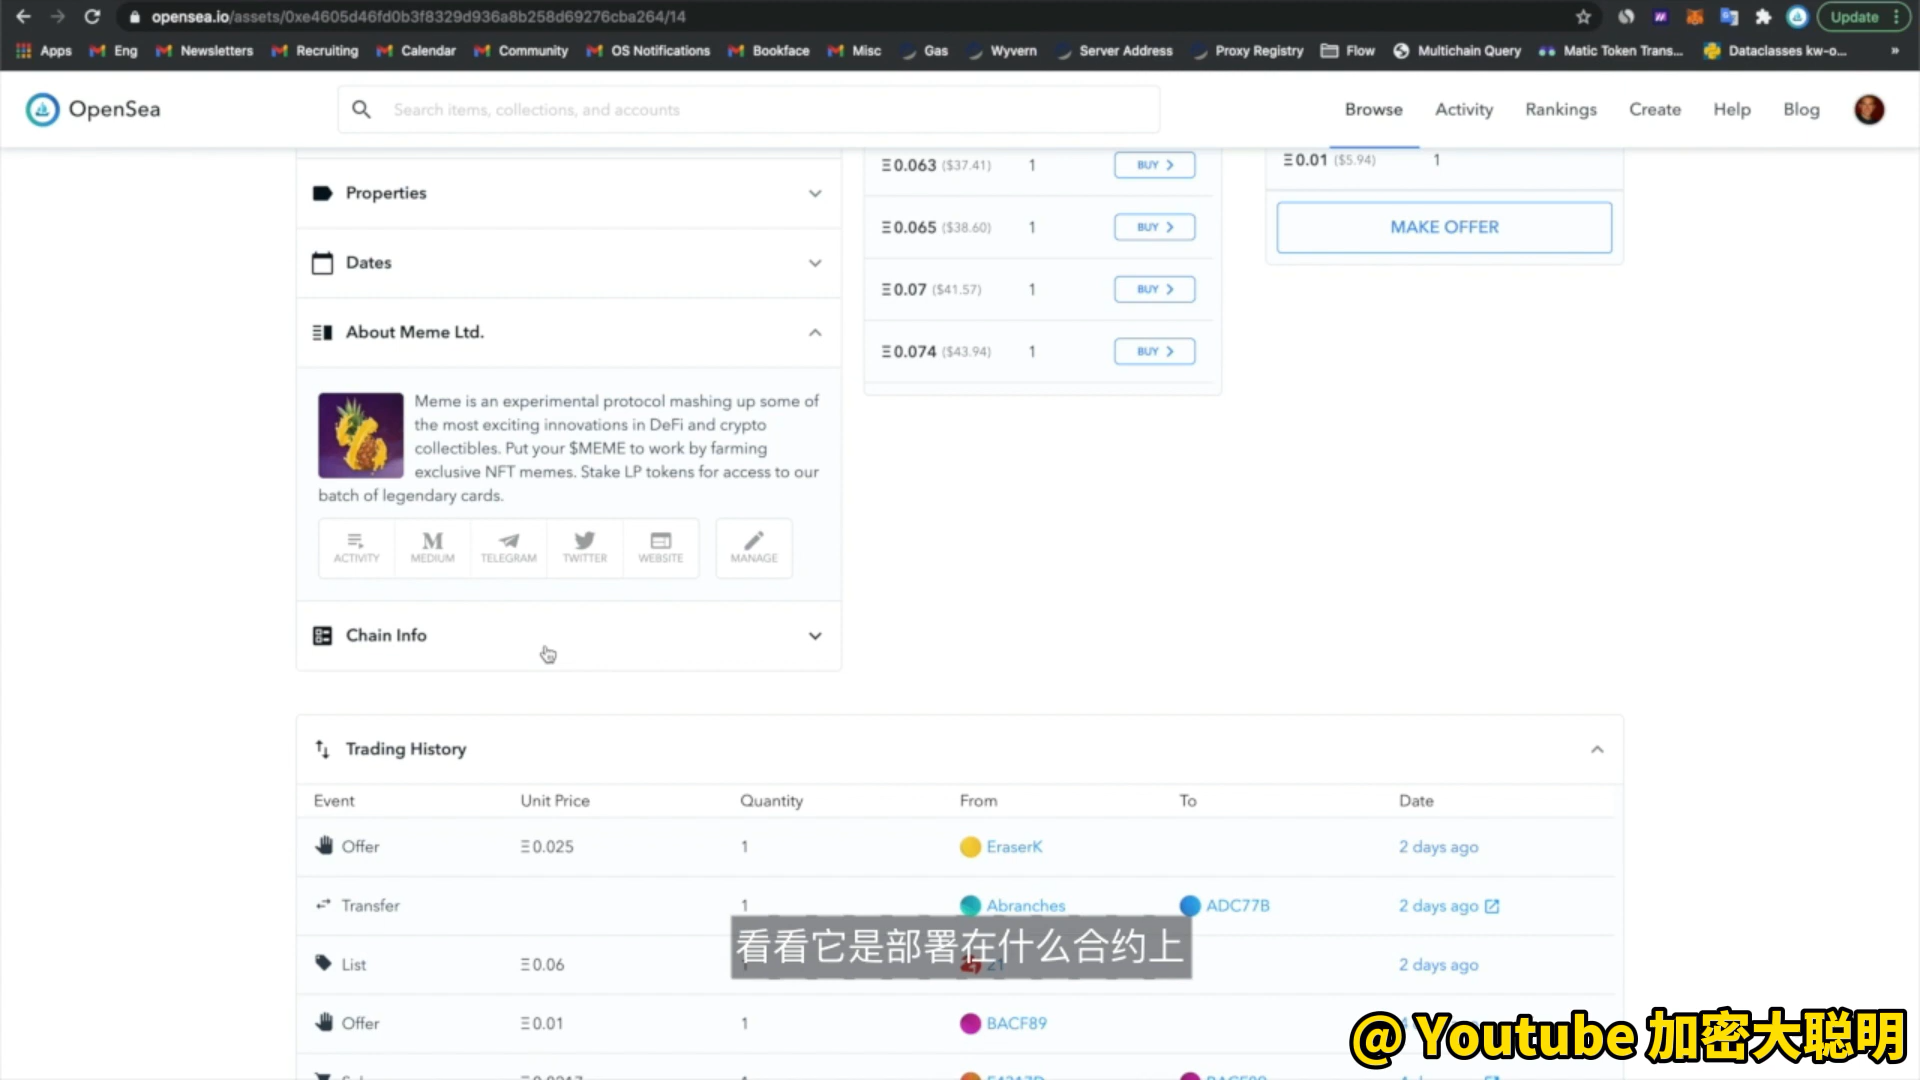 opensea.io/assets/0xe4605d46fd0b3f8329d936a8b258d69276cba264/14
Update
Apps Eng Newsletters Recruiting Calendar Community OS Notifications Bookface Misc Gas Wyvern Server Address Proxy Registry Flow Multichain Query Matic Token Trans... Dataclasses kw-o... »
OpenSea
Search items, collections, and accounts
Browse Activity Rankings Create Help Blog
Properties
Dates
About Meme Ltd.
Meme is an experimental protocol mashing up some of
the most exciting innovations in DeFi and crypto
collectibles. Put your $MEME to work by farming
exclusive NFT memes. Stake LP tokens for access to our
batch of legendary cards.
ACTIVITY MEDIUM TELEGRAM TWITTER WEBSITE MANAGE
Chain Info
Ξ0.063 ($37.41) 1 BUY
Ξ0.065 ($38.60) 1 BUY
Ξ0.07 ($41.57) 1 BUY
Ξ0.074 ($43.94) 1 BUY
Ξ0.01 ($5.94) 1
MAKE OFFER
Trading History
Event Unit Price Quantity From To Date
Offer Ξ0.025 1 EraserK 2 days ago
Transfer 1 Abranches ADC77B 2 days ago
List Ξ0.06 2 days ago
看看它是部署在什么合约上
Offer Ξ0.01 1 BACF89
@ Youtube 加密大聪明